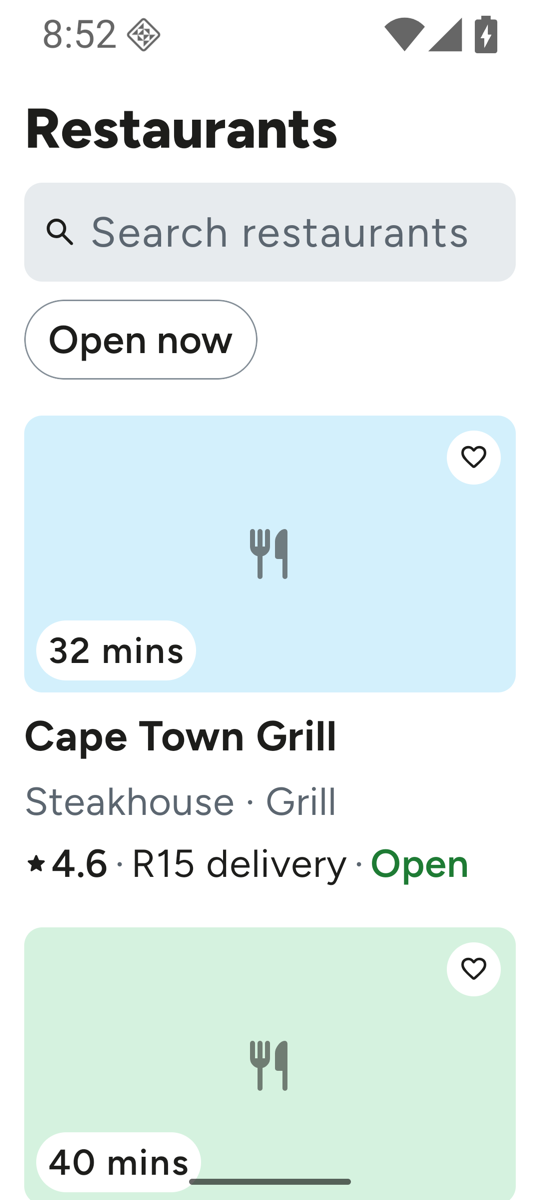 8:52
Restaurants
Search restaurants
Open now
32 mins
Cape Town Grill
Steakhouse · Grill
★4.6 · R15 delivery · Open
40 mins